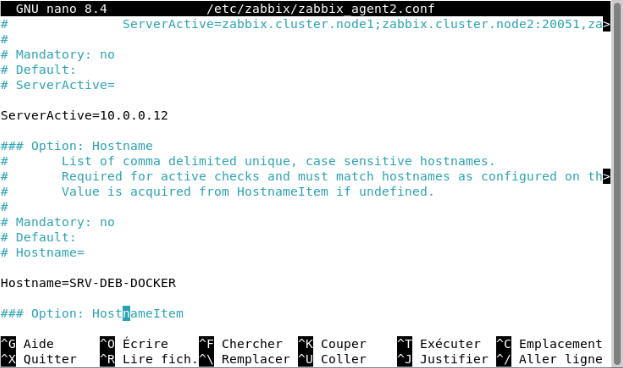 GNU nano 8.4 /etc/zabbix/zabbix_agent2.conf
# ServerActive=zabbix.cluster.node1;zabbix.cluster.node2:20051,za>
#
# Mandatory: no
# Default:
# ServerActive=
ServerActive=10.0.0.12
### Option: Hostname
# List of comma delimited unique, case sensitive hostnames.
# Required for active checks and must match hostnames as configured on th>
# Value is acquired from HostnameItem if undefined.
#
# Mandatory: no
# Default:
# Hostname=
Hostname=SRV-DEB-DOCKER
### Option: HostnameItem
^G Aide ^O Écrire ^F Chercher ^K Couper ^T Exécuter ^C Emplacement
^X Quitter ^R Lire fich. ^\ Remplacer ^U Coller ^J Justifier ^/ Aller ligne